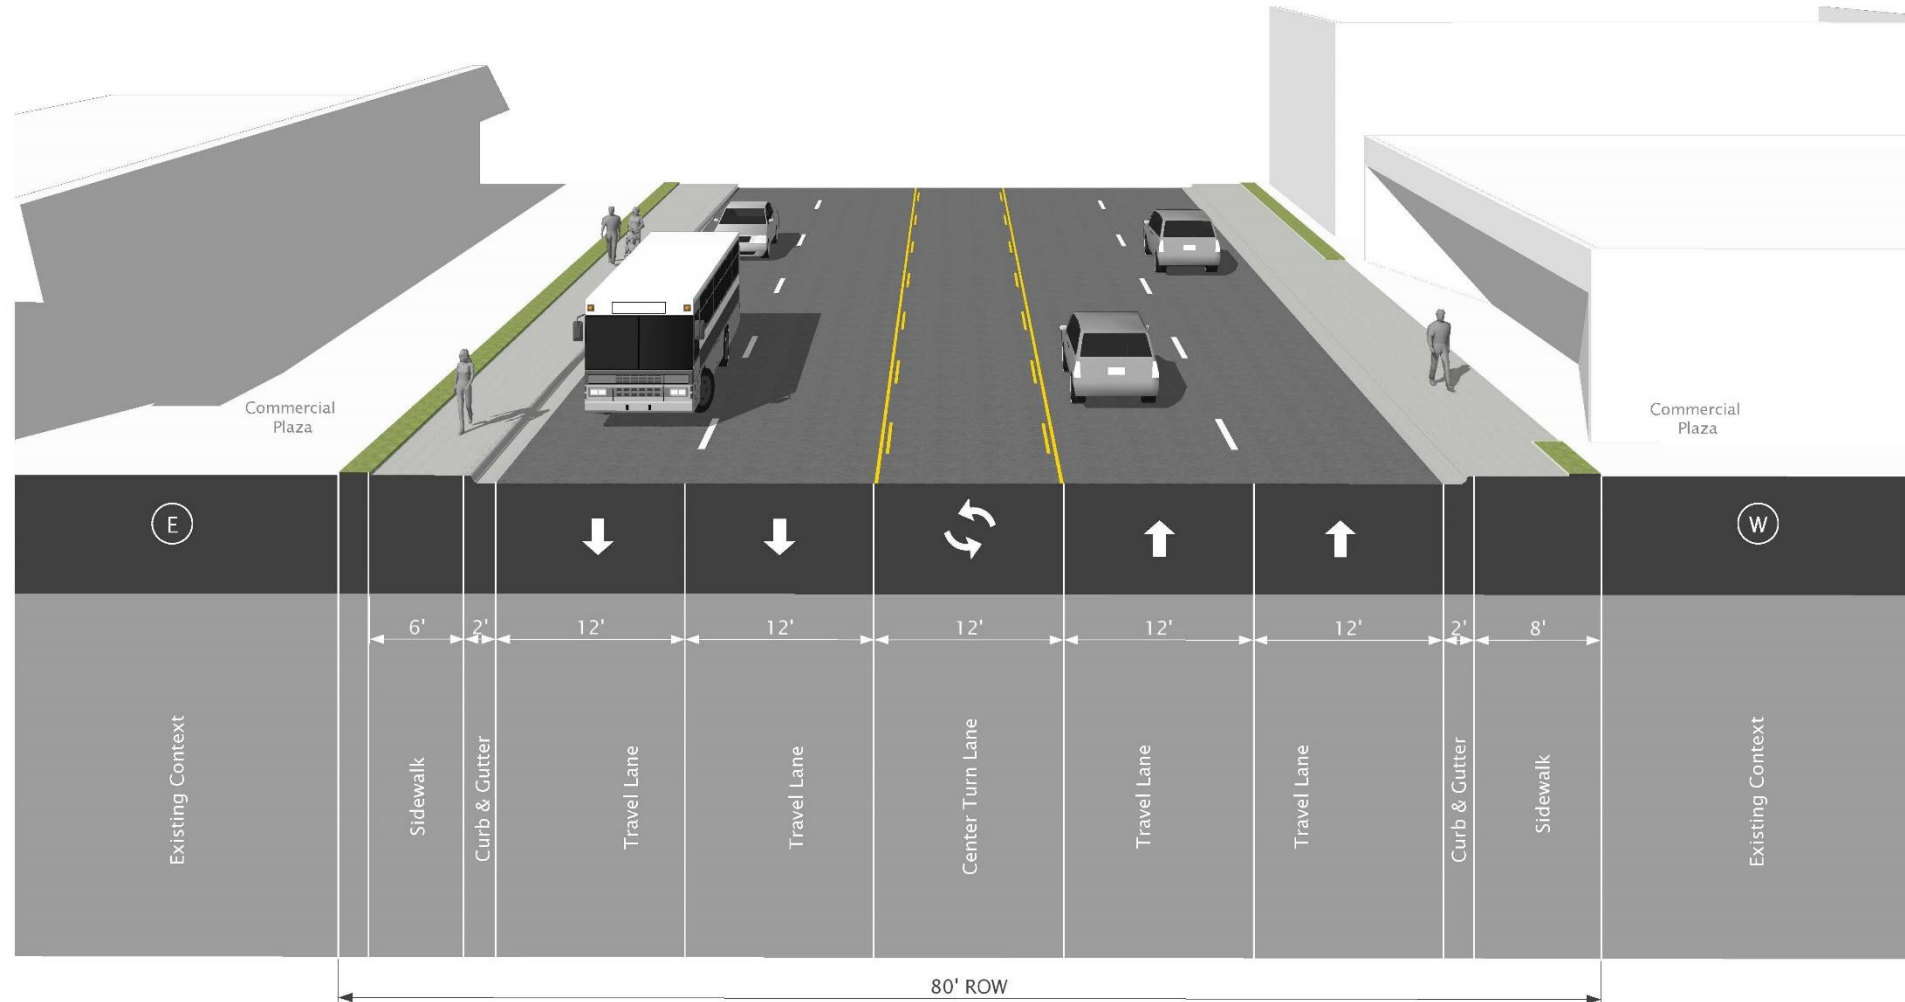 Commercial
Plaza
Commercial
Plaza
E
W
6'
2'
12'
12'
12'
12'
12'
2'
8'
Existing Context
Sidewalk
Curb & Gutter
Travel Lane
Travel Lane
Center Turn Lane
Travel Lane
Travel Lane
Curb & Gutter
Sidewalk
Existing Context
80' ROW